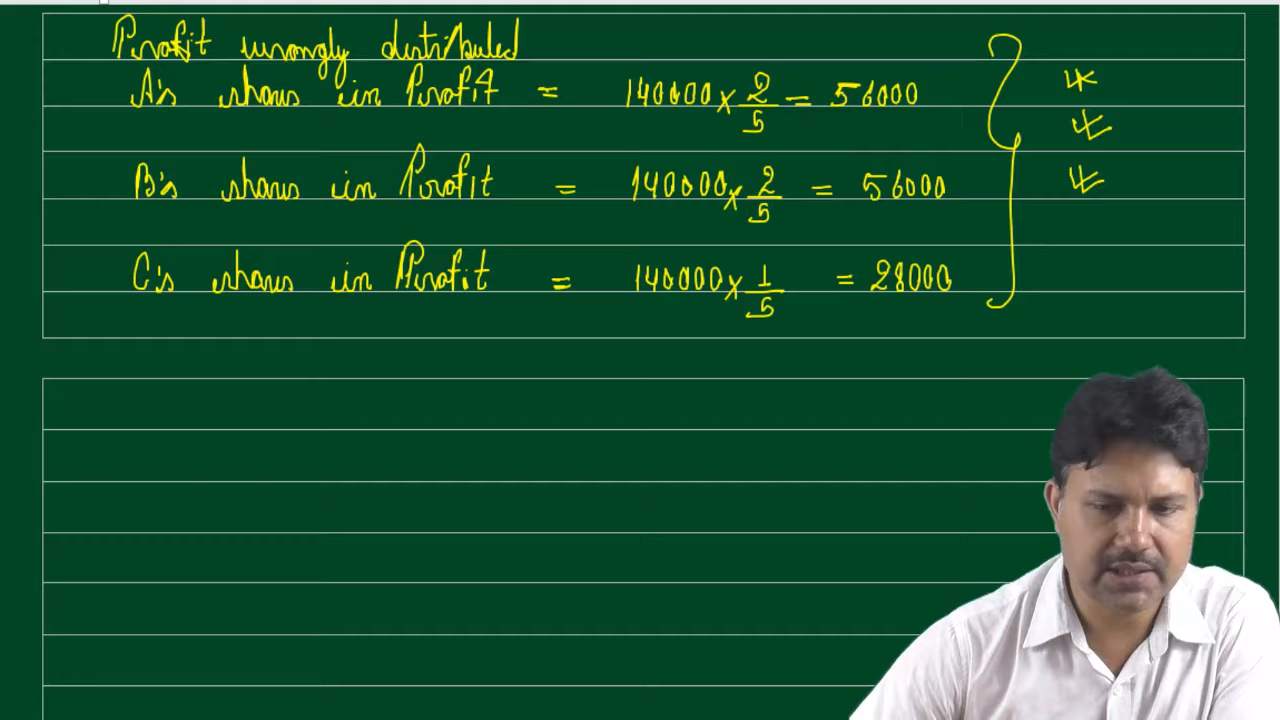 Profit wrongly distributed
A's share in Profit = 140000 × 2/5 = 56000
B's share in Profit = 140000 × 2/5 = 56000
C's share in Profit = 140000 × 1/5 = 28000